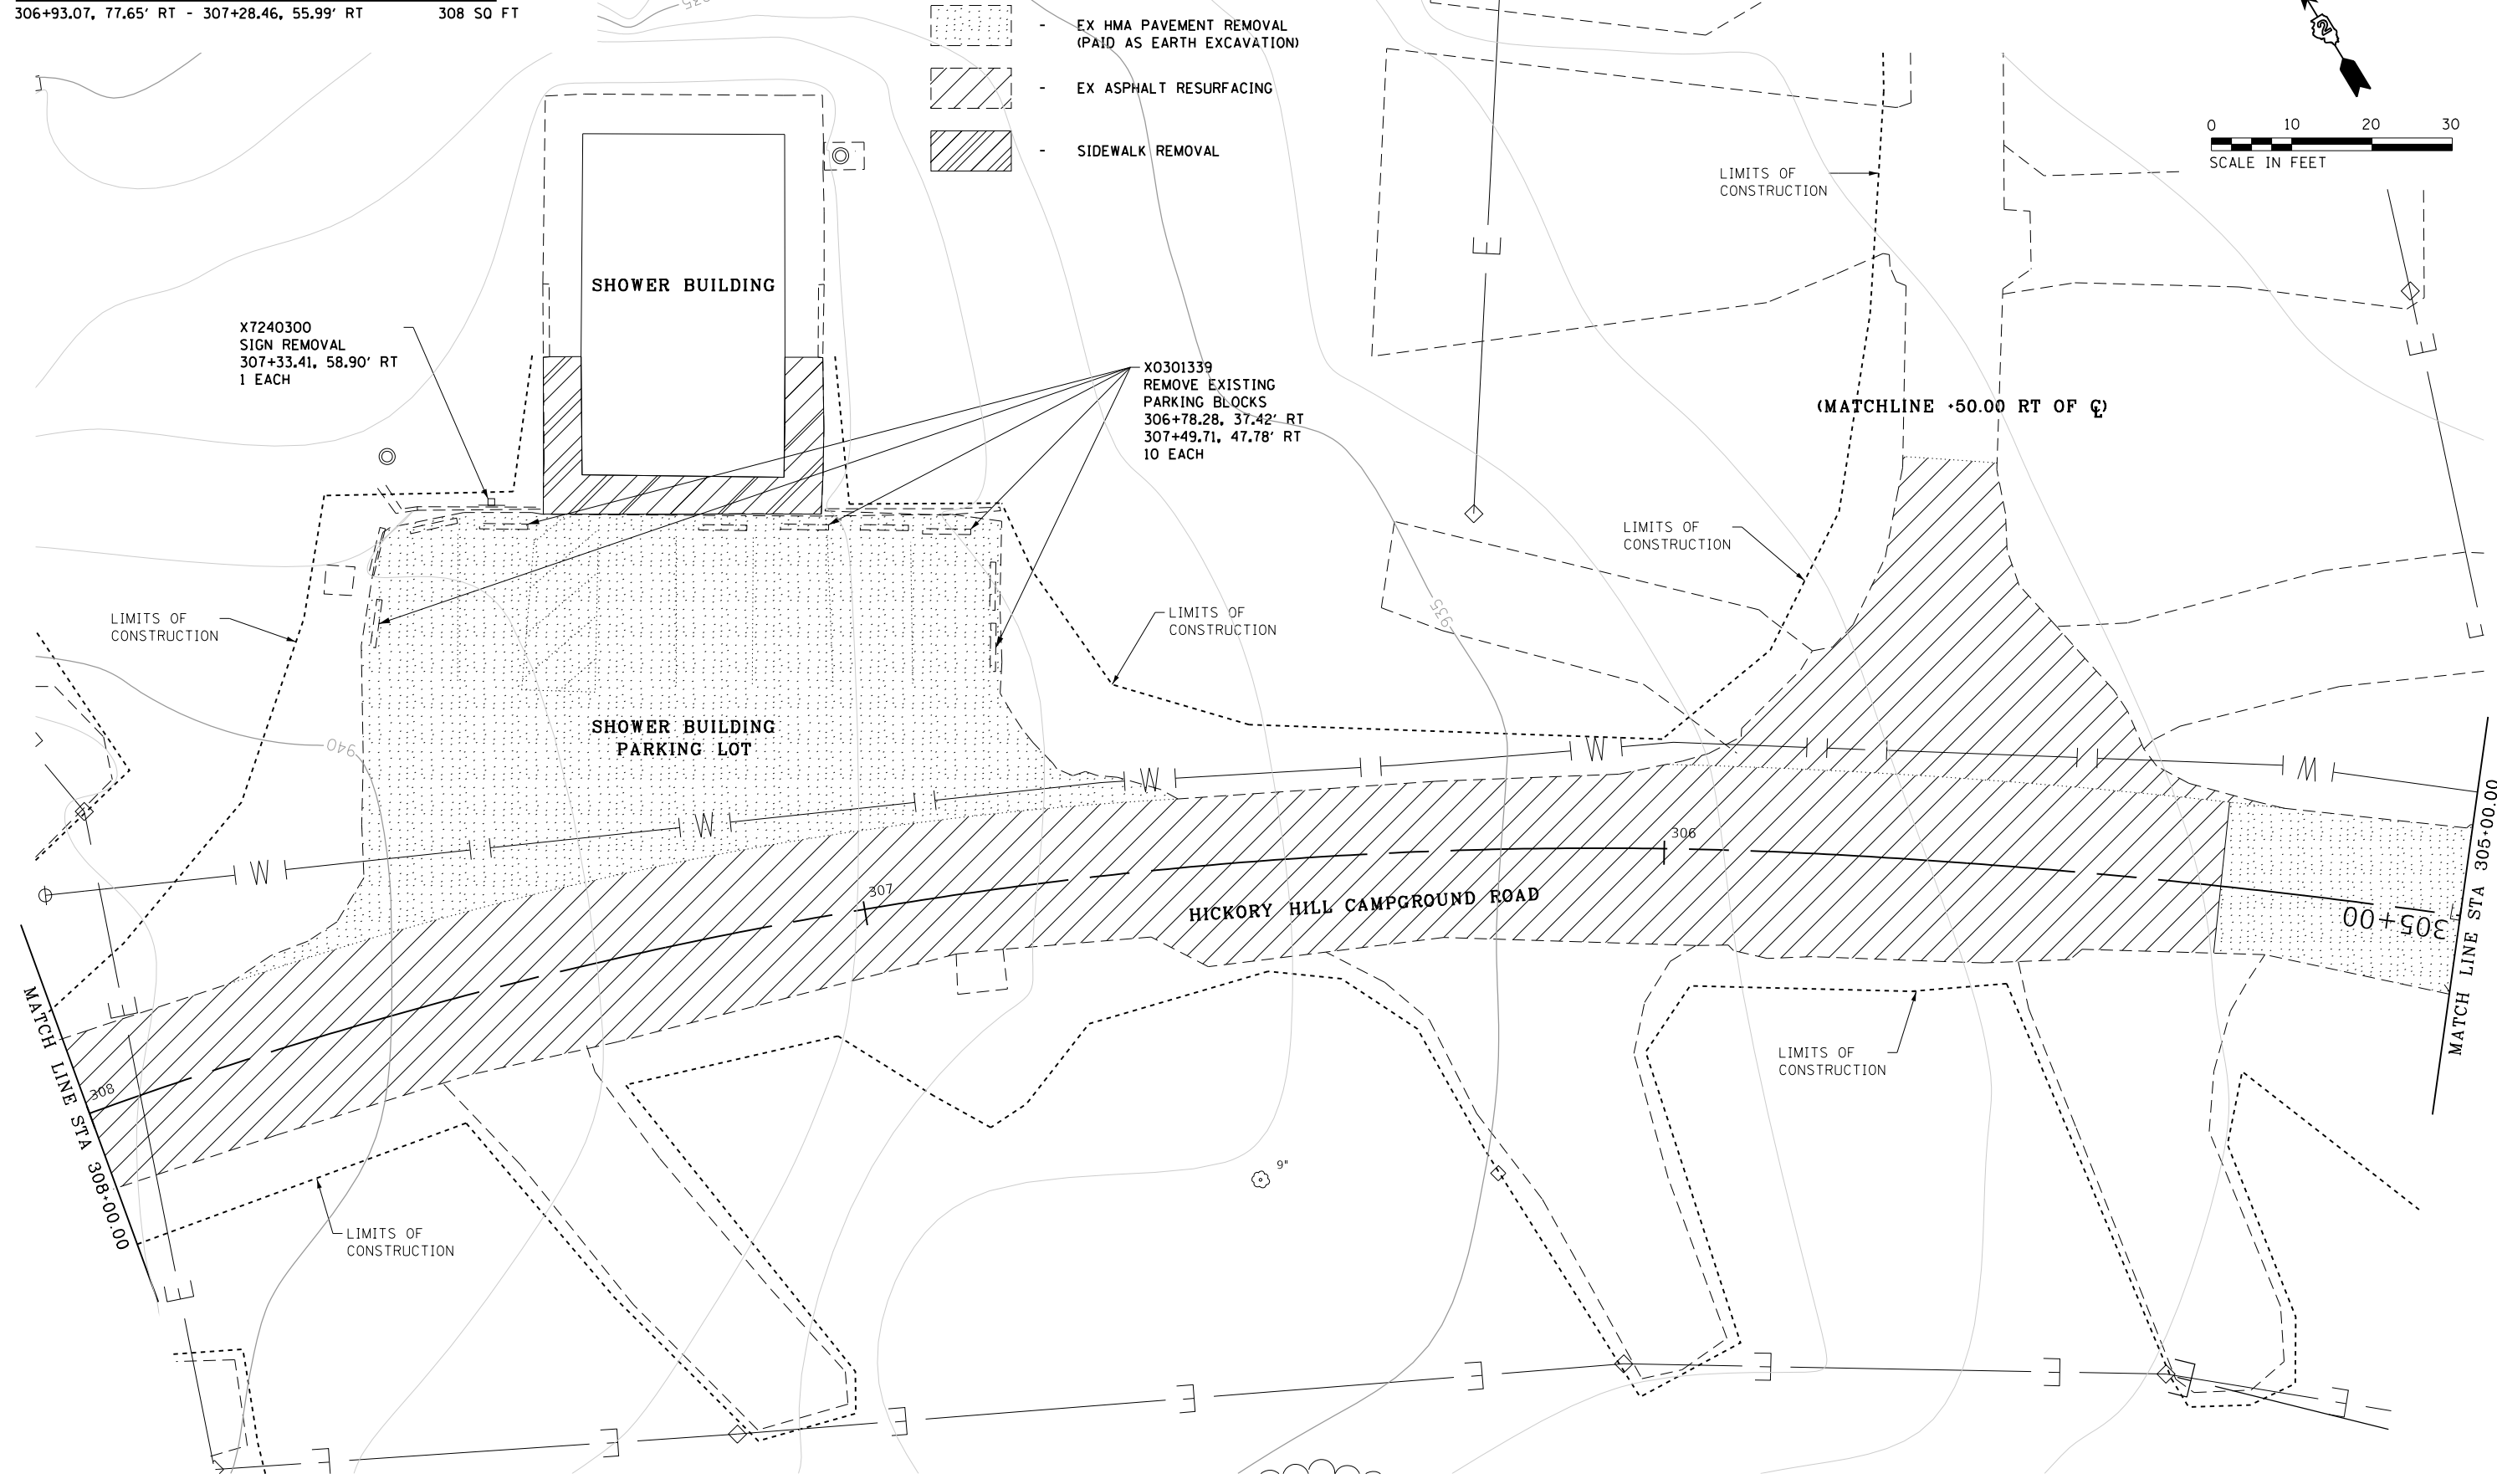 306+93.07, 77.65' RT - 307+28.46, 55.99' RT 308 SQ FT
- EX HMA PAVEMENT REMOVAL
(PAID AS EARTH EXCAVATION)
- EX ASPHALT RESURFACING
- SIDEWALK REMOVAL
935
2
0 10 20 30
SCALE IN FEET
LIMITS OF
CONSTRUCTION
E
E
SHOWER BUILDING
X7240300
SIGN REMOVAL
307+33.41, 58.90' RT
1 EACH
X0301339
REMOVE EXISTING
PARKING BLOCKS
306+78.28, 37.42' RT
307+49.71, 47.78' RT
10 EACH
(MATCHLINE +50.00 RT OF ℄)
LIMITS OF
CONSTRUCTION
LIMITS OF
CONSTRUCTION
LIMITS OF
CONSTRUCTION
935
E
SHOWER BUILDING
PARKING LOT
940
W
W
W
W
W
306
307
308
HICKORY HILL CAMPGROUND ROAD
305+00
MATCH LINE STA 305+00.00
MATCH LINE STA 308+00.00
E
LIMITS OF
CONSTRUCTION
9"
LIMITS OF
CONSTRUCTION
E
E
E
E
E
E
E
E
E